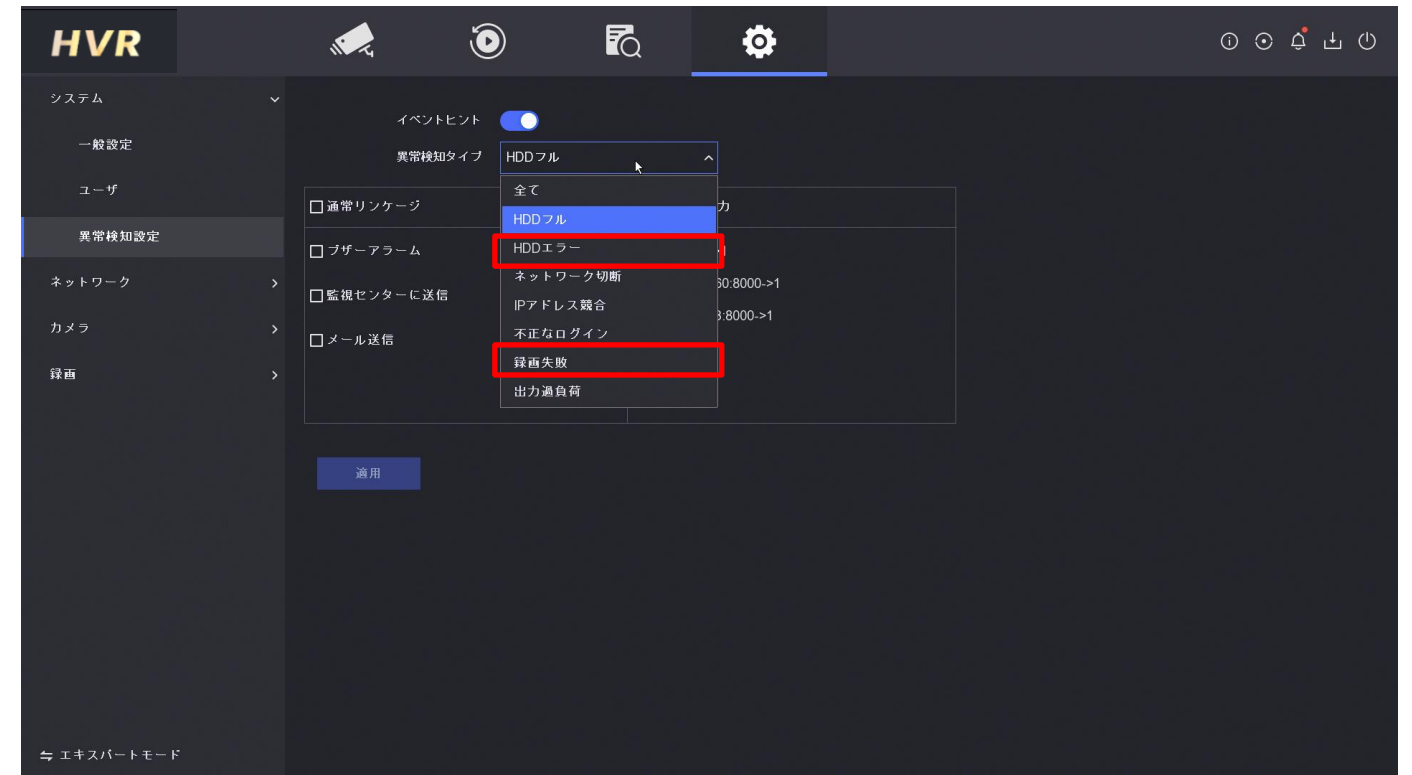 HVR
システム
一般設定
ユーザ
異常検知設定
ネットワーク
カメラ
録画
イベントヒント
異常検知タイプ
HDDフル
全て
HDDフル
HDDエラー
ネットワーク切断
IPアドレス競合
不正なログイン
録画失敗
出力過負荷
通常リンケージ
力
ブザーアラーム
監視センターに送信
メール送信
0:8000->1
:8000->1
適用
エキスパートモード